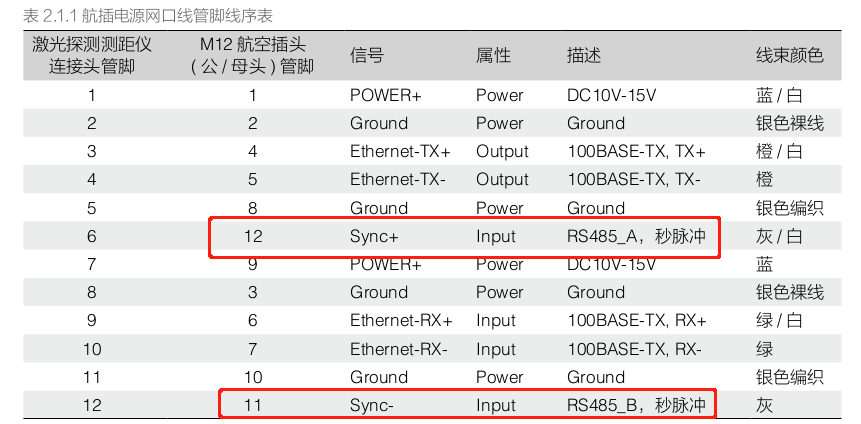 表 2.1.1 航插电源网口线管脚线序表
激光探测测距仪 连接头管脚 M12 航空插头 ( 公 / 母头 ) 管脚 信号 属性 描述 线束颜色
1 1 POWER+ Power DC10V-15V 蓝 / 白
2 2 Ground Power Ground 银色裸线
3 4 Ethernet-TX+ Output 100BASE-TX, TX+ 橙 / 白
4 5 Ethernet-TX- Output 100BASE-TX, TX- 橙
5 8 Ground Power Ground 银色编织
6 12 Sync+ Input RS485_A，秒脉冲 灰 / 白
7 9 POWER+ Power DC10V-15V 蓝
8 3 Ground Power Ground 银色裸线
9 6 Ethernet-RX+ Input 100BASE-TX, RX+ 绿 / 白
10 7 Ethernet-RX- Input 100BASE-TX, RX- 绿
11 10 Ground Power Ground 银色编织
12 11 Sync- Input RS485_B，秒脉冲 灰